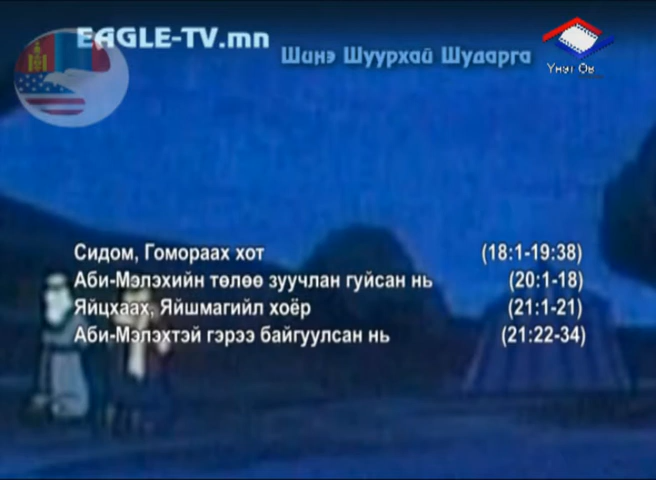 EAGLE-TV.mn
Шинэ Шуурхай Шударга
Үнэт Өв
Сидом, Гомораах хот (18:1-19:38)
Аби-Мэлэхийн төлөө зуучлан гуйсан нь (20:1-18)
Яйцхаах, Яйшмагийл хоёр (21:1-21)
Аби-Мэлэхтэй гэрээ байгуулсан нь (21:22-34)